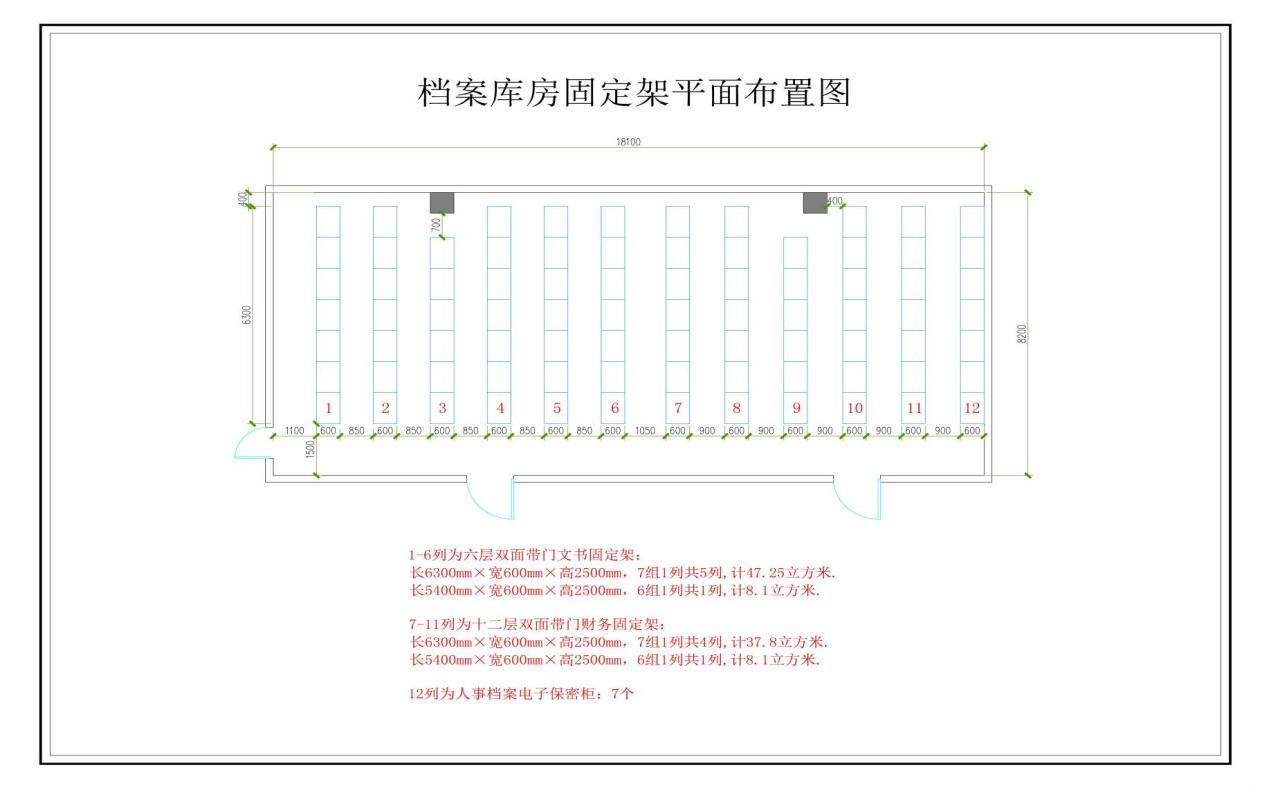 档案库房固定架平面布置图
18100
400
400
700
6300
8200
1 2 3 4 5 6 7 8 9 10 11 12
1100 600 850 600 850 600 850 600 850 600 850 600 1050 600 900 600 900 600 900 600 900 600 900 600
1500
1-6列为六层双面带门文书固定架：
长6300mm×宽600mm×高2500mm，7组1列共5列,计47.25立方米.
长5400mm×宽600mm×高2500mm，6组1列共1列,计8.1立方米.
7-11列为十二层双面带门财务固定架：
长6300mm×宽600mm×高2500mm，7组1列共4列,计37.8立方米.
长5400mm×宽600mm×高2500mm，6组1列共1列,计8.1立方米.
12列为人事档案电子保密柜：7个